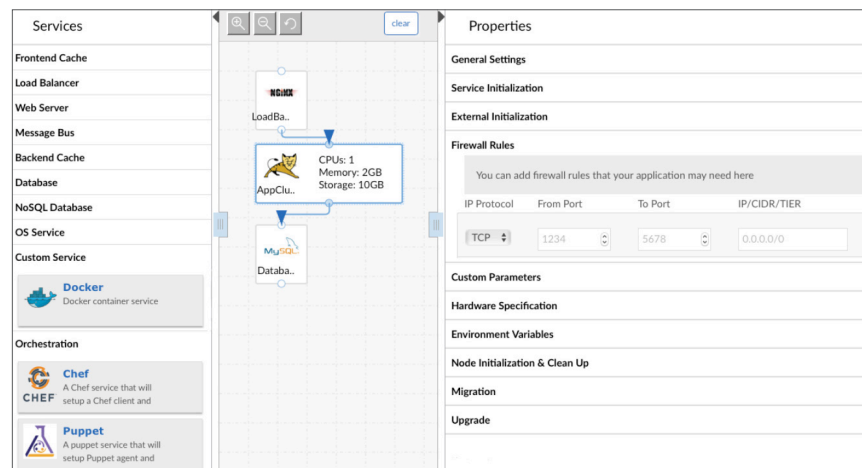 Services
Frontend Cache
Load Balancer
Web Server
Message Bus
Backend Cache
Database
NoSQL Database
OS Service
Custom Service
Docker
Docker container service
Orchestration
Chef
A Chef service that will
setup a Chef client and
CHEF
Puppet
A puppet service that will
setup Puppet agent and
clear
NGINX
LoadBa..
CPUs: 1
Memory: 2GB
Storage: 10GB
AppClu..
MySQL
Databa..
Properties
General Settings
Service Initialization
External Initialization
Firewall Rules
You can add firewall rules that your application may need here
IP Protocol From Port To Port IP/CIDR/TIER
TCP 1234 5678 0.0.0.0/0
Custom Parameters
Hardware Specification
Environment Variables
Node Initialization & Clean Up
Migration
Upgrade